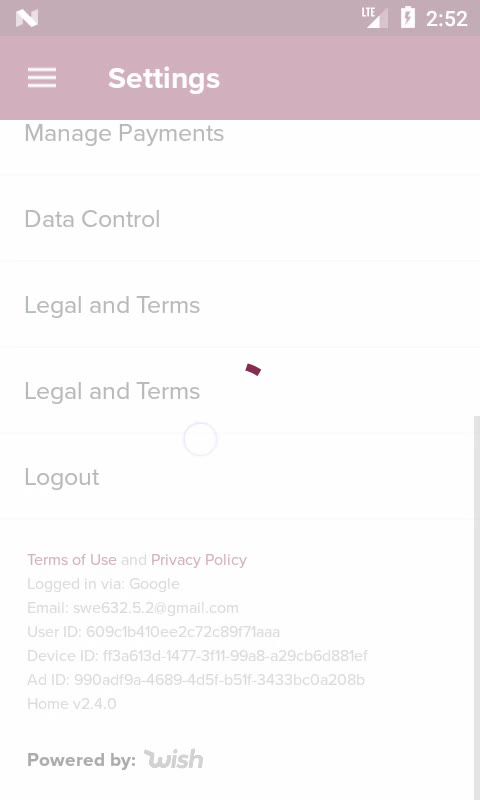 LTE 2:52
Settings
Manage Payments
Data Control
Legal and Terms
Legal and Terms
Logout
Terms of Use and Privacy Policy
Logged in via: Google
Email: swe632.5.2@gmail.com
User ID: 609c1b410ee2c72c89f71aaa
Device ID: ff3a613d-1477-3f11-99a8-a29cb6d881ef
Ad ID: 990adf9a-4689-4d5f-b51f-3433bc0a208b
Home v2.4.0
Powered by: wish